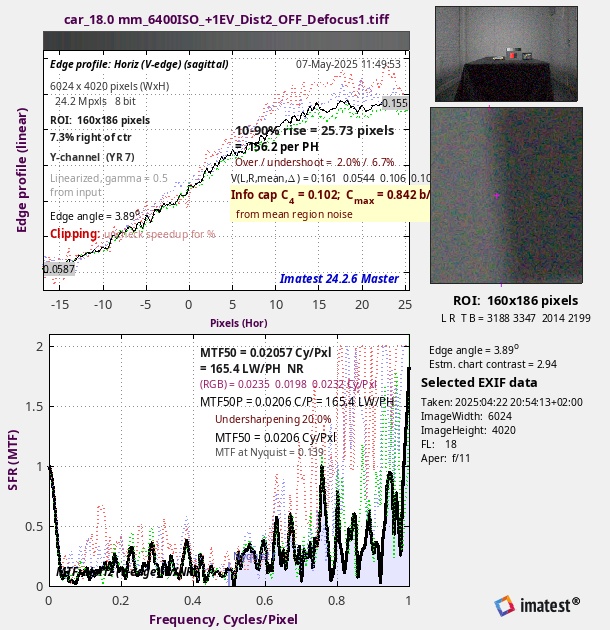 car_18.0 mm_6400ISO_+1EV_Dist2_OFF_Defocus1.tiff
Edge profile: Horiz (V-edge) (sagittal)
07-May-2025 11:49:53
6024 x 4020 pixels (WxH)
24.2 Mpxls   8 bit
ROI:  160x186 pixels
7.3% right of ctr
Y-channel  (YR 7)
Linearized, gamma = 0.5
from input
Edge angle = 3.89°
Clipping: uncheck speedup for %
0.0587
0.155
10-90% rise = 25.73 pixels
= 156.2 per PH
Over / undershoot =  2.0% /  6.7%
V(L,R,mean,Δ) = 0.161  0.0544  0.106  0.10
Info cap C4 = 0.102;  Cmax = 0.842 b/
from mean region noise
Imatest 24.2.6 Master
Edge profile (linear)
-15 -10 -5 0 5 10 15 20 25
Pixels (Hor)
ROI:  160x186 pixels
L R  T B = 3188 3347  2014 2199
Edge angle = 3.89°
Estm. chart contrast = 2.94
Selected EXIF data
Taken: 2025:04:22 20:54:13+02:00
ImageWidth:  6024
ImageHeight:  4020
FL:   18
Aper:  f/11
MTF50 = 0.02057 Cy/Pxl
= 165.4 LW/PH  NR
(RGB) = 0.0235  0.0198  0.0232 Cy/Pxl
MTF50P = 0.0206 C/P = 165.4 LW/PH
Undersharpening 20.0%
MTF50 = 0.0206 Cy/Pxl
MTF at Nyquist = 0.139
SFR (MTF)
2
1.5
1
0.5
0
0 0.2 0.4 0.6 0.8 1
Frequency, Cycles/Pixel
imatest®